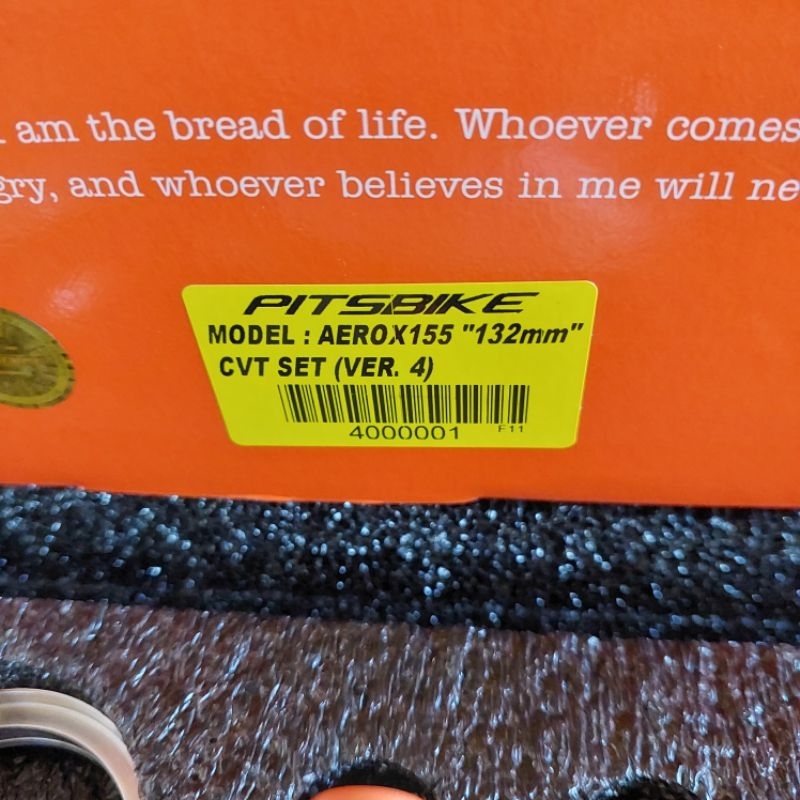 am the bread of life. Whoever comes
gry, and whoever believes in me will ne
PITSBIKE
MODEL : AEROX155 "132mm"
CVT SET (VER. 4)
4000001
F11